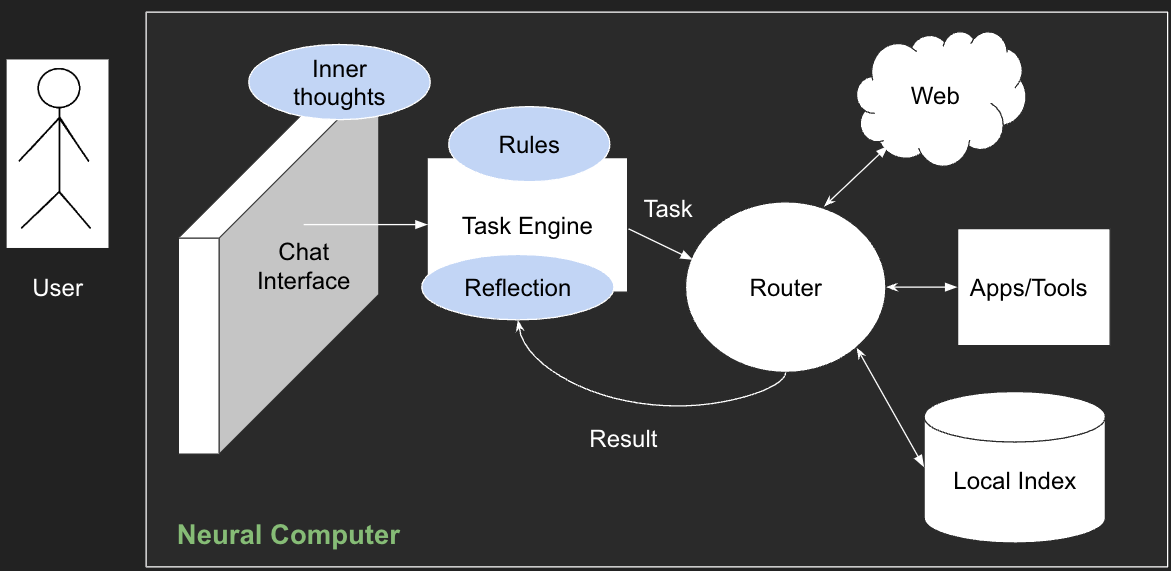 Inner
thoughts
Web
Rules
Task
Task Engine
Chat
Interface
User
Reflection
Router
Apps/Tools
Result
Local Index
Neural Computer